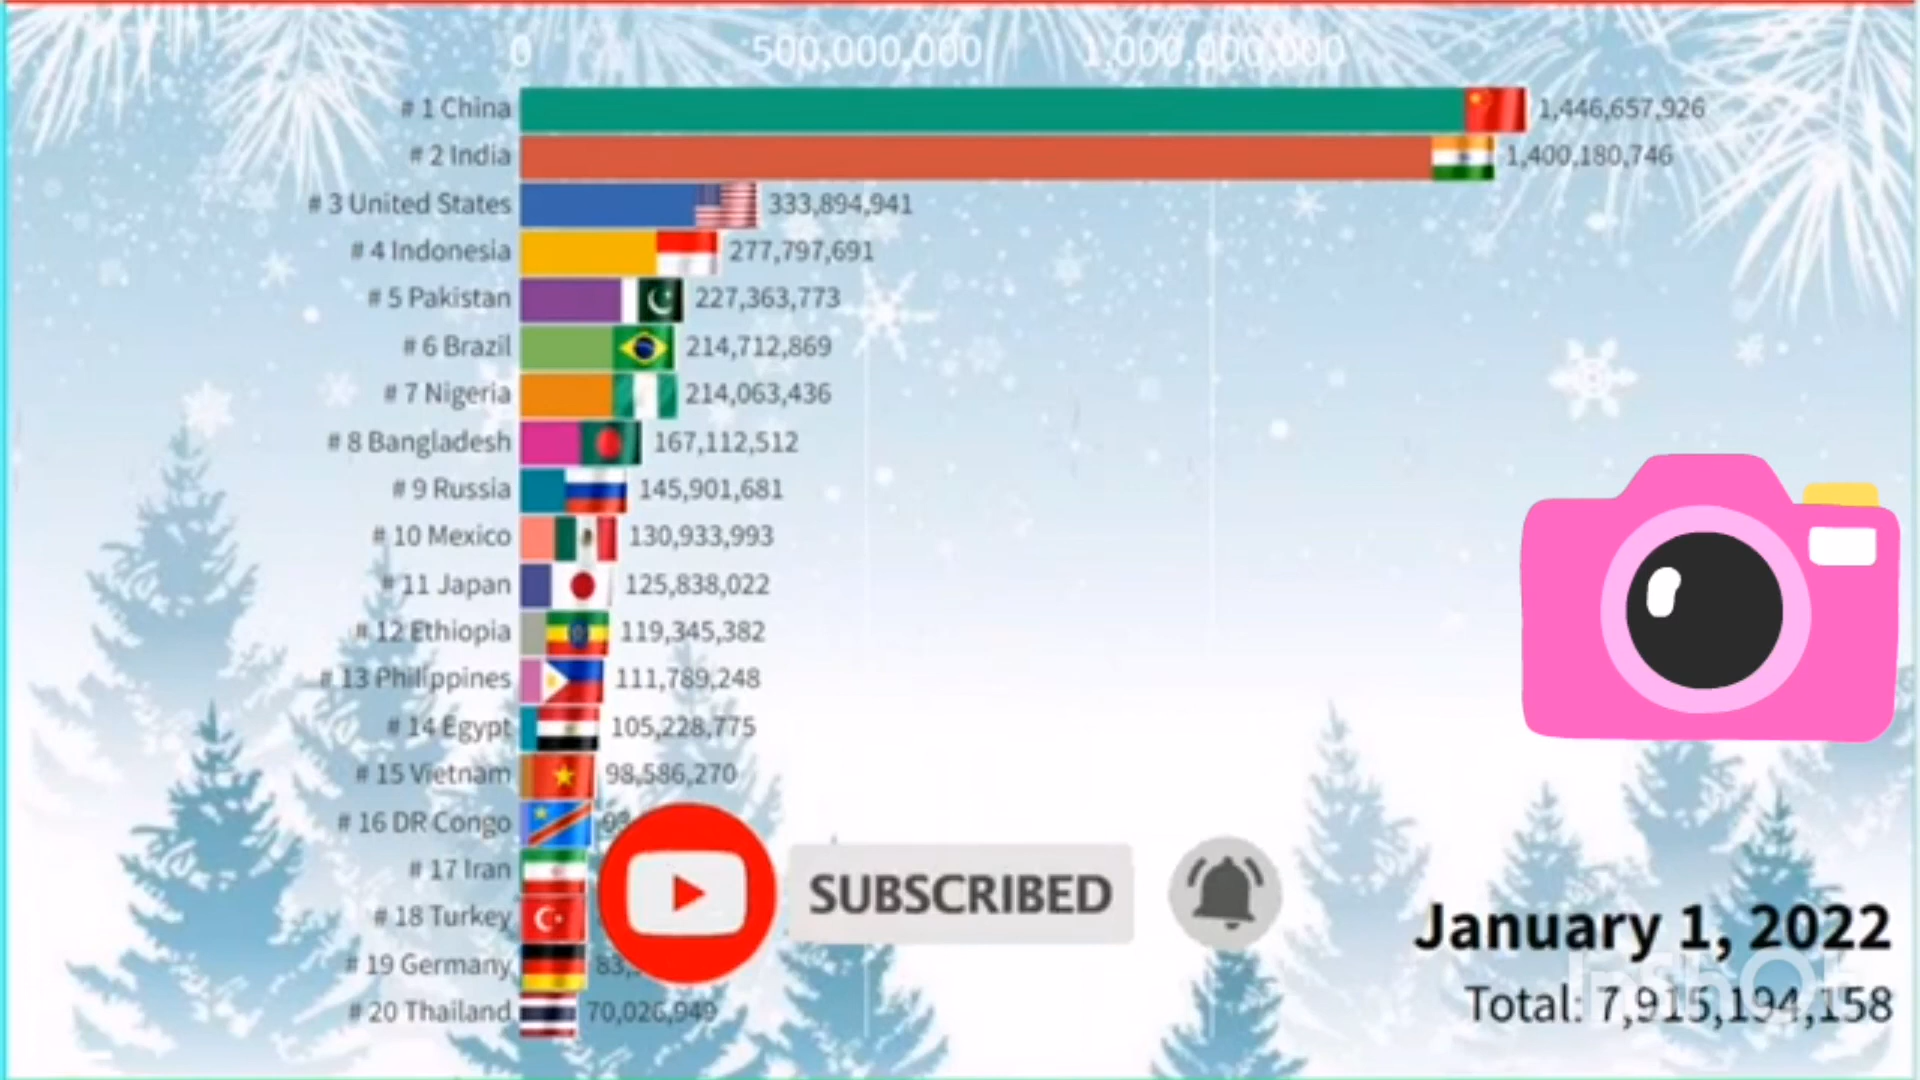 0 500,000,000 1,000,000,000
# 1 China 1,446,657,926
# 2 India 1,400,180,746
# 3 United States 333,894,941
# 4 Indonesia 277,797,691
# 5 Pakistan 227,363,773
# 6 Brazil 214,712,869
# 7 Nigeria 214,063,436
# 8 Bangladesh 167,112,512
# 9 Russia 145,901,681
# 10 Mexico 130,933,993
# 11 Japan 125,838,022
# 12 Ethiopia 119,345,382
# 13 Philippines 111,789,248
# 14 Egypt 105,228,775
# 15 Vietnam 98,586,270
# 16 DR Congo
# 17 Iran
# 18 Turkey
SUBSCRIBED
# 19 Germany
# 20 Thailand 70,026,949
January 1, 2022
InShOt
Total: 7,915,194,158